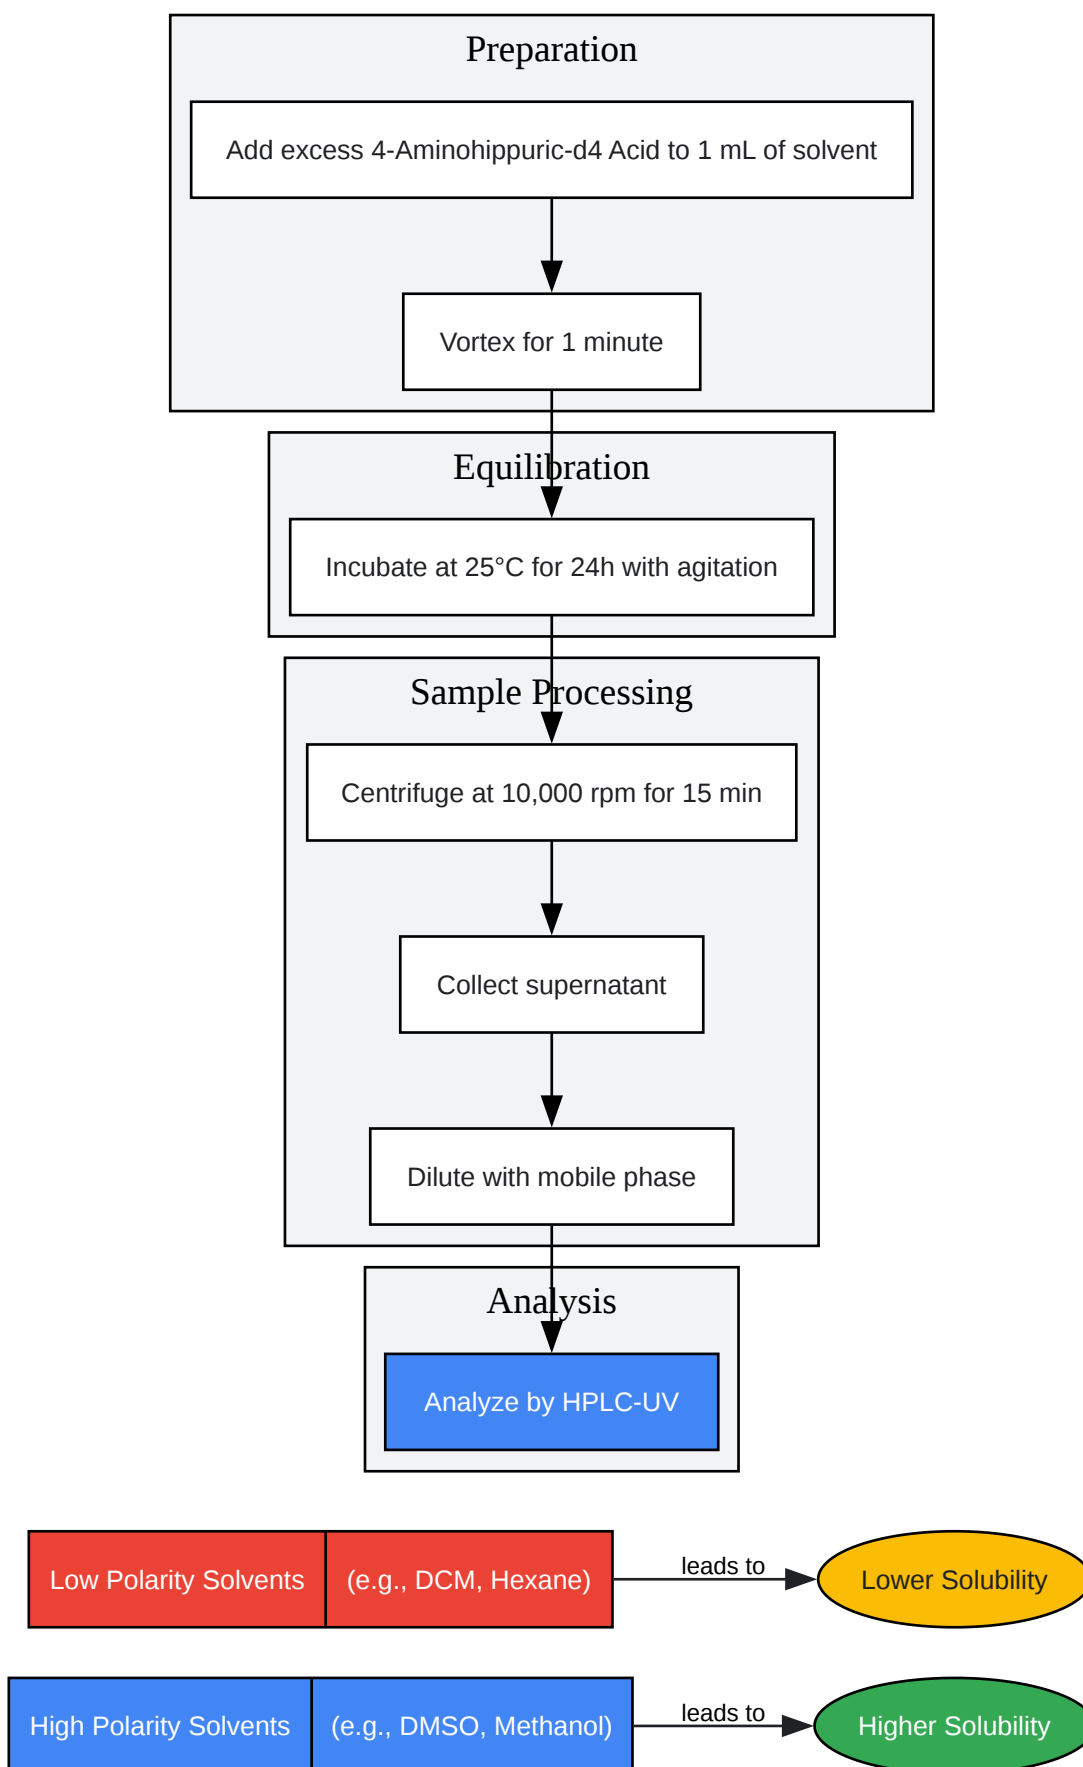 Preparation
Add excess 4-Aminohippuric-d4 Acid to 1 mL of solvent
Vortex for 1 minute
Equilibration
Incubate at 25°C for 24h with agitation
Sample Processing
Centrifuge at 10,000 rpm for 15 min
Collect supernatant
Dilute with mobile phase
Analysis
Analyze by HPLC-UV
Low Polarity Solvents (e.g., DCM, Hexane) leads to Lower Solubility
High Polarity Solvents (e.g., DMSO, Methanol) leads to Higher Solubility